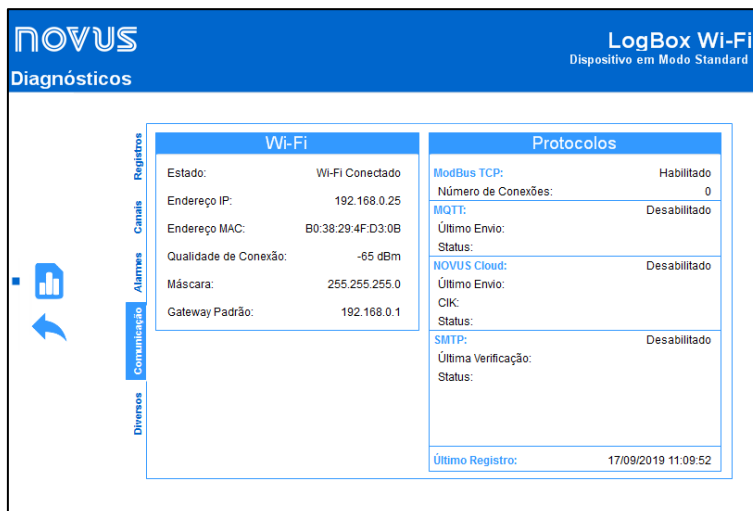 novus
LogBox Wi-Fi
Dispositivo em Modo Standard
Diagnósticos
Registros
Canais
Alarmes
Comunicação
Diversos
Wi-Fi
Estado: Wi-Fi Conectado
Endereço IP: 192.168.0.25
Endereço MAC: B0:38:29:4F:D3:0B
Qualidade de Conexão: -65 dBm
Máscara: 255.255.255.0
Gateway Padrão: 192.168.0.1
Protocolos
ModBus TCP: Habilitado
Número de Conexões: 0
MQTT: Desabilitado
Último Envio:
Status:
NOVUS Cloud: Desabilitado
Último Envio:
CIK:
Status:
SMTP: Desabilitado
Última Verificação:
Status:
Último Registro: 17/09/2019 11:09:52